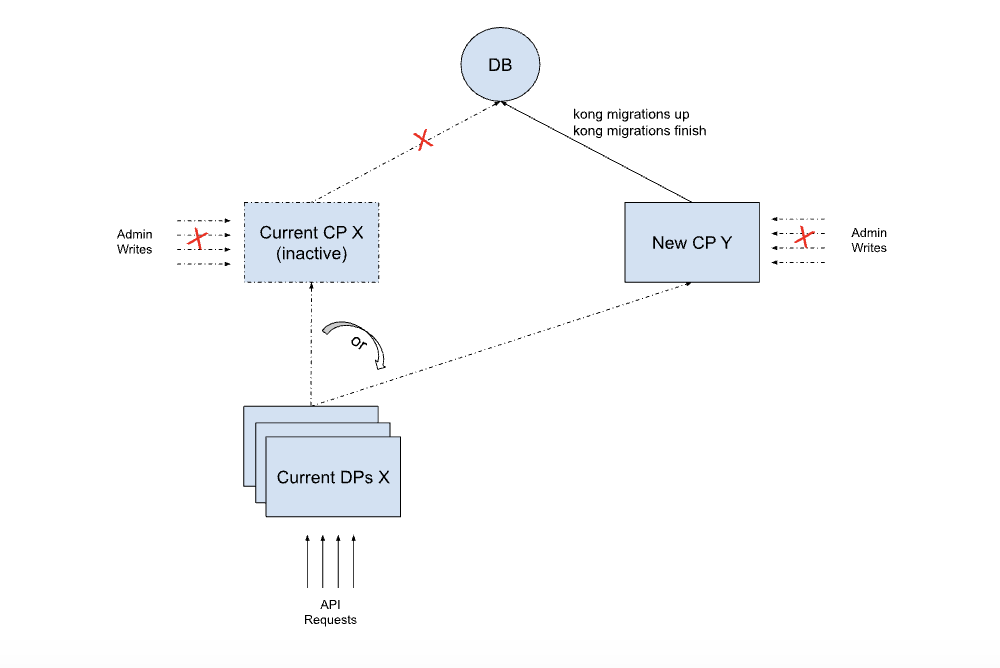 DB
kong migrations up
kong migrations finish
Admin
Writes
Current CP X
(inactive)
New CP Y
Admin
Writes
or
Current DPs X
API
Requests